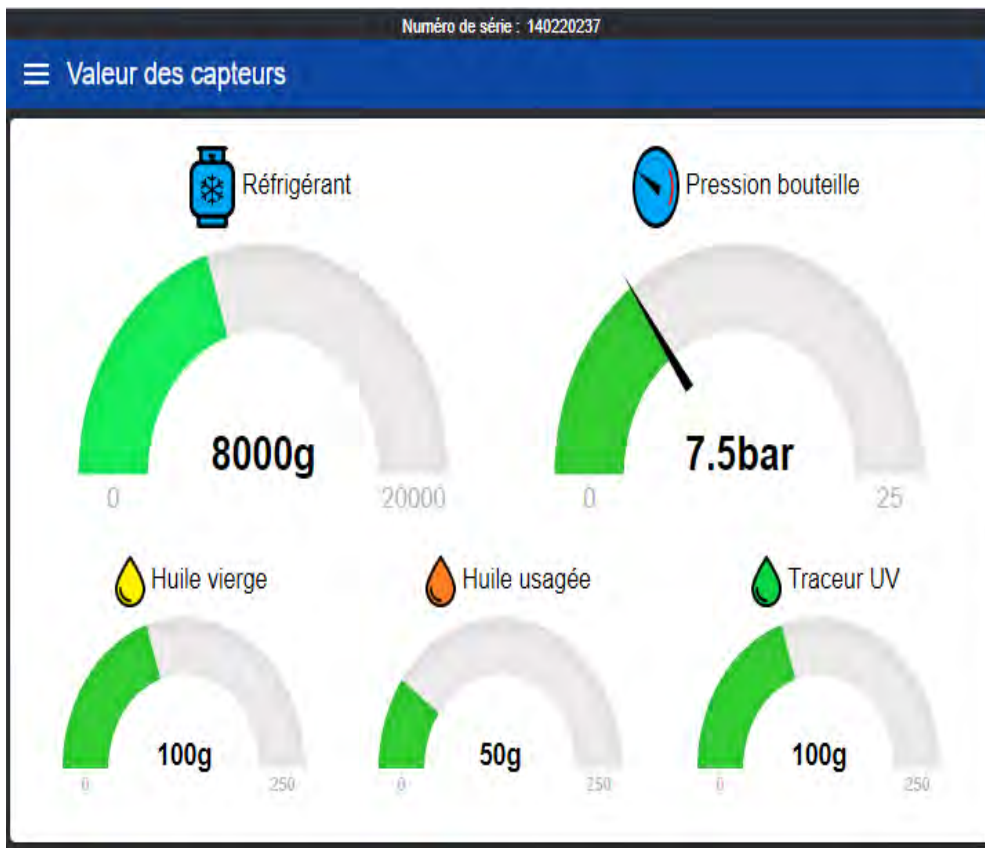 Numéro de série : 140220237
Valeur des capteurs
Réfrigérant
Pression bouteille
8000g
7.5bar
0
20000
0
25
Huile vierge
Huile usagée
Traceur UV
100g
50g
100g
0
250
0
250
0
250